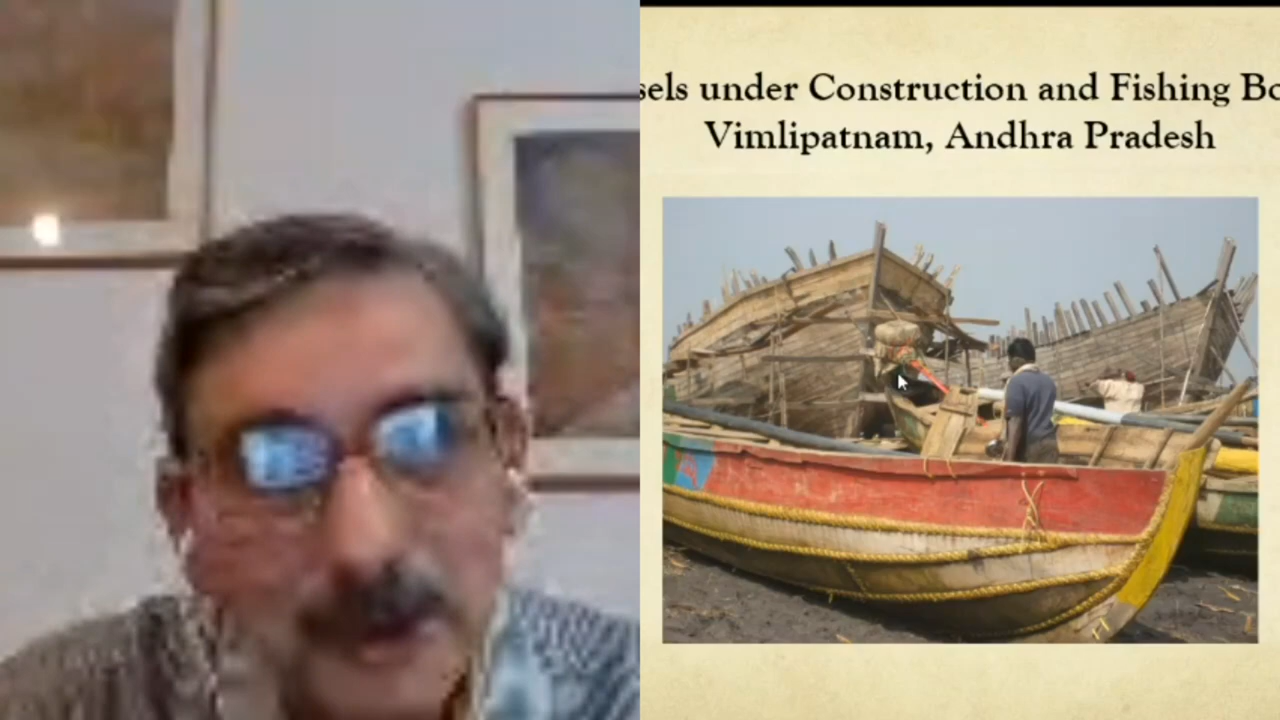 sels under Construction and Fishing Bo
Vimlipatnam, Andhra Pradesh